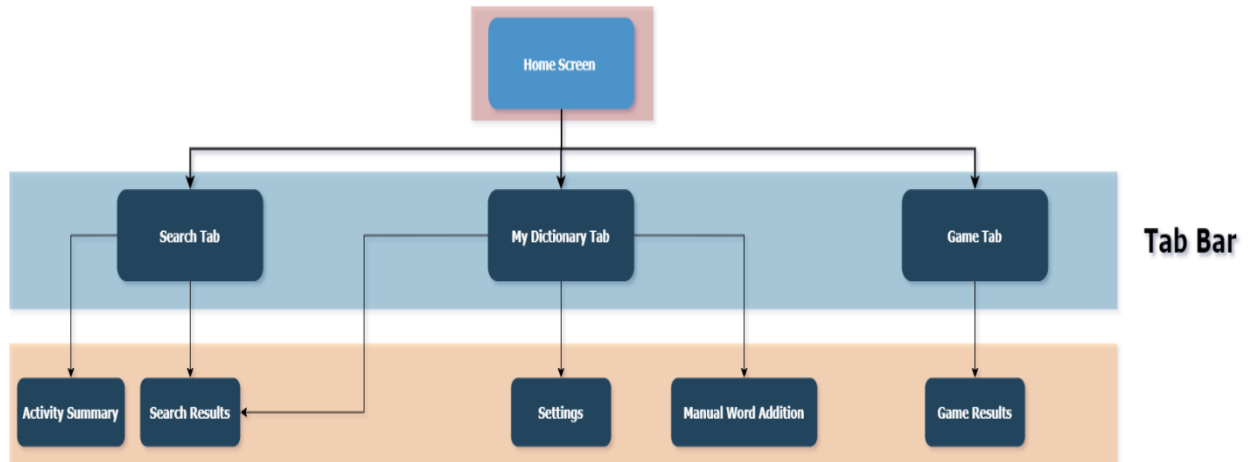 Home Screen
Search Tab
My Dictionary Tab
Game Tab
Tab Bar
Activity Summary
Search Results
Settings
Manual Word Addition
Game Results